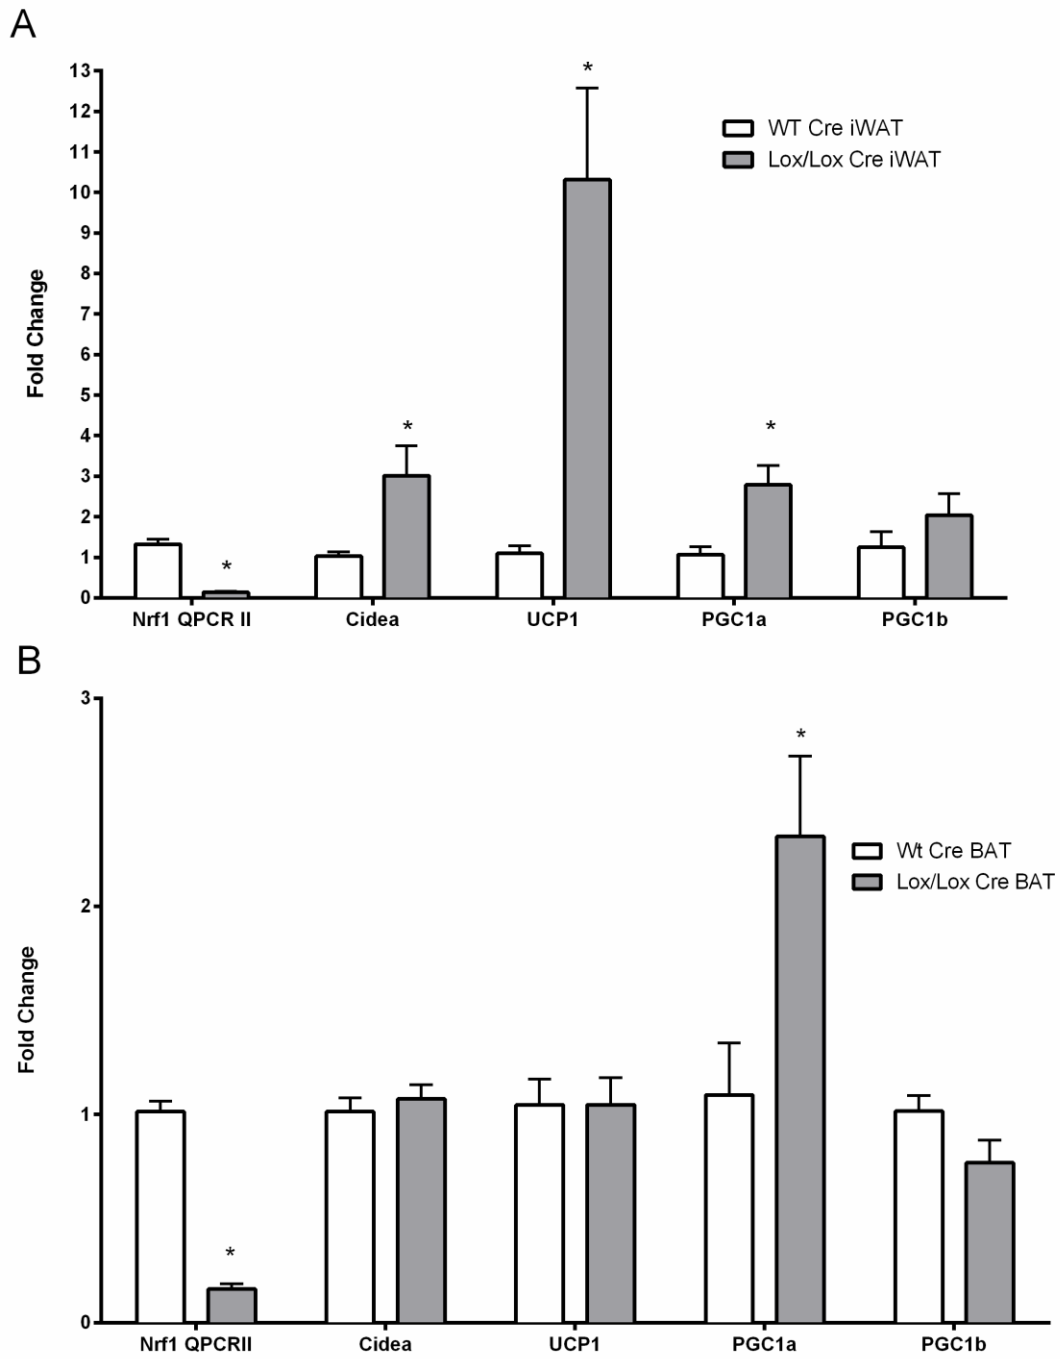 A
13
12
11
10
9
8
7
6
5
4
3
2
1
0
Fold Change
*
*
*
*
WT Cre iWAT
Lox/Lox Cre iWAT
Nrf1 QPCR II Cidea UCP1 PGC1a PGC1b
B
3
2
1
0
Fold Change
*
*
Wt Cre BAT
Lox/Lox Cre BAT
Nrf1 QPCRII Cidea UCP1 PGC1a PGC1b